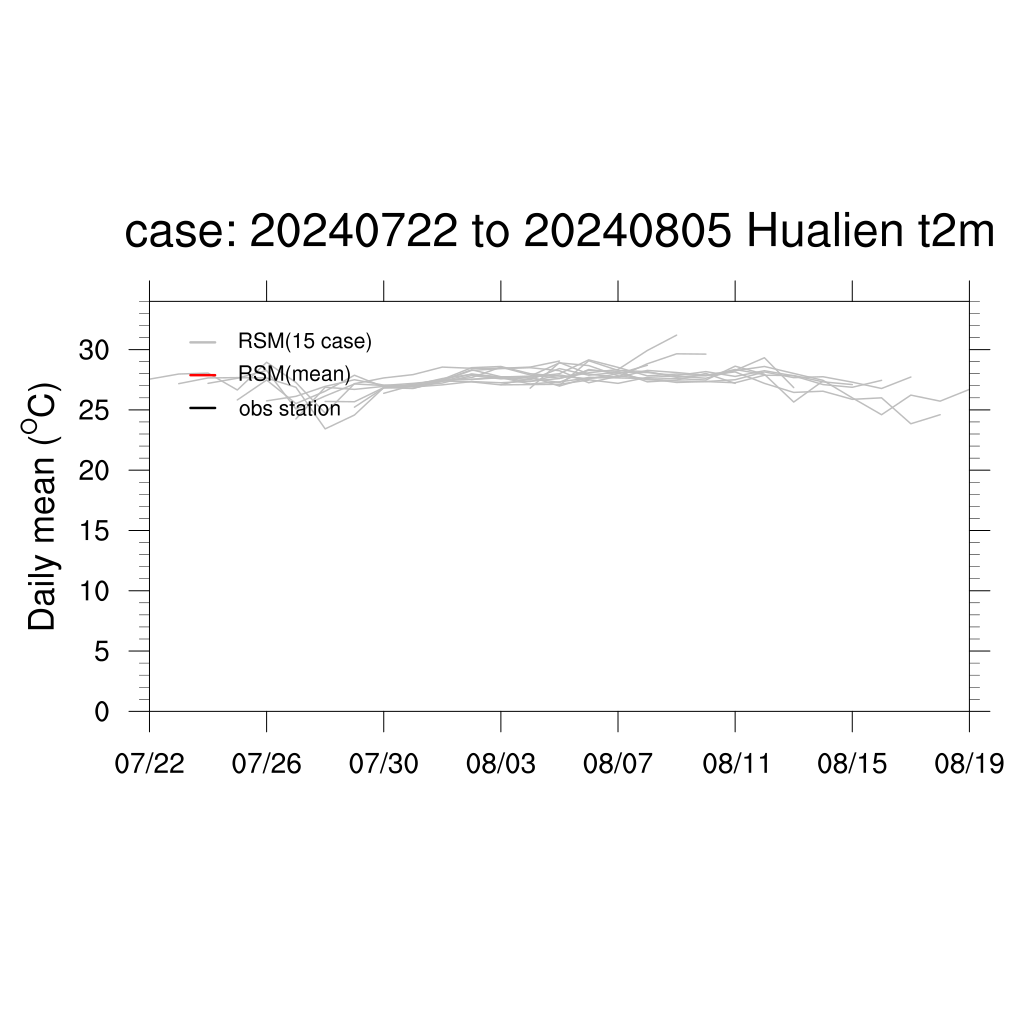 case: 20240722 to 20240805 Hualien t2m
RSM(15 case)
RSM(mean)
obs station
Daily mean (°C)
30
25
20
15
10
5
0
07/22 07/26 07/30 08/03 08/07 08/11 08/15 08/19